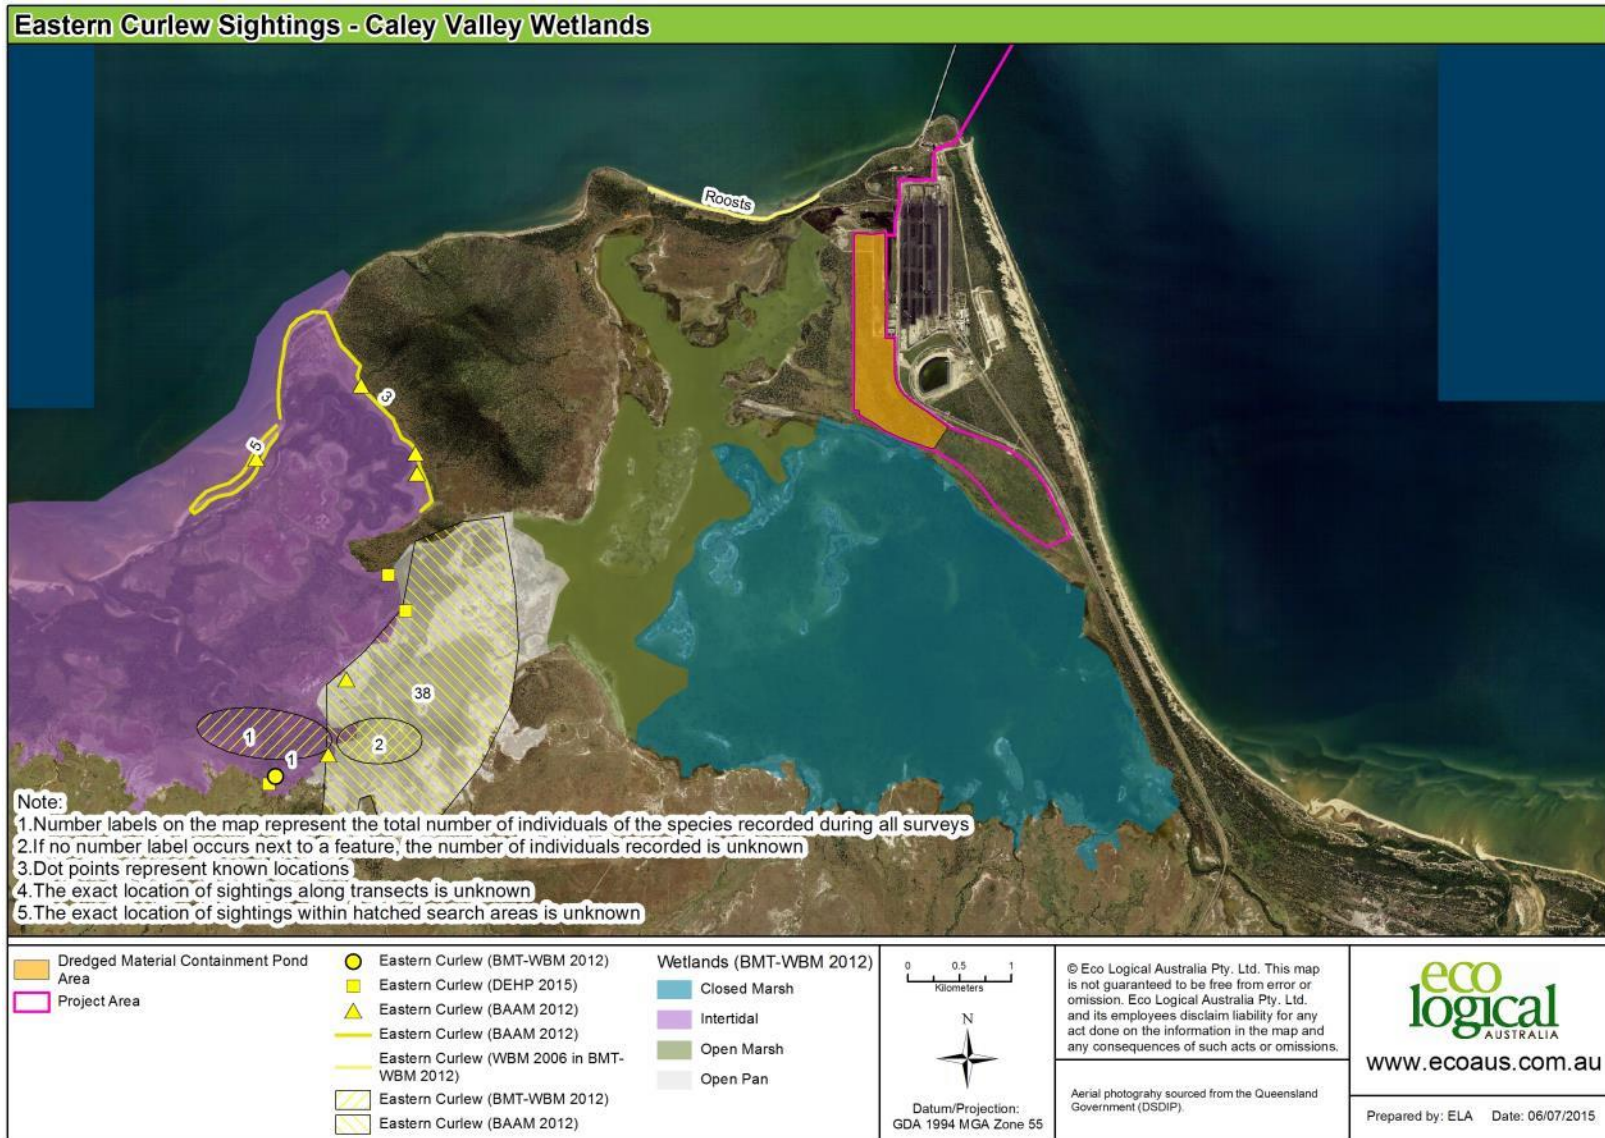 Eastern Curlew Sightings - Caley Valley Wetlands
Roosts
3
5
38
1
2
1
Note:
1.Number labels on the map represent the total number of individuals of the species recorded during all surveys
2.If no number label occurs next to a feature, the number of individuals recorded is unknown
3.Dot points represent known locations
4.The exact location of sightings along transects is unknown
5.The exact location of sightings within hatched search areas is unknown
Dredged Material Containment Pond
Area
Project Area
Eastern Curlew (BMT-WBM 2012)
Eastern Curlew (DEHP 2015)
Eastern Curlew (BAAM 2012)
Eastern Curlew (BAAM 2012)
Eastern Curlew (WBM 2006 in BMT-
WBM 2012)
Eastern Curlew (BMT-WBM 2012)
Eastern Curlew (BAAM 2012)
Wetlands (BMT-WBM 2012)
Closed Marsh
Intertidal
Open Marsh
Open Pan
0 0.5 1
Kilometers
N
Datum/Projection:
GDA 1994 MGA Zone 55
© Eco Logical Australia Pty. Ltd. This map
is not guaranteed to be free from error or
omission. Eco Logical Australia Pty. Ltd.
and its employees disclaim liability for any
act done on the information in the map and
any consequences of such acts or omissions.
Aerial photograhy sourced from the Queensland
Government (DSDIP).
eco
logical
AUSTRALIA
www.ecoaus.com.au
Prepared by: ELA Date: 06/07/2015